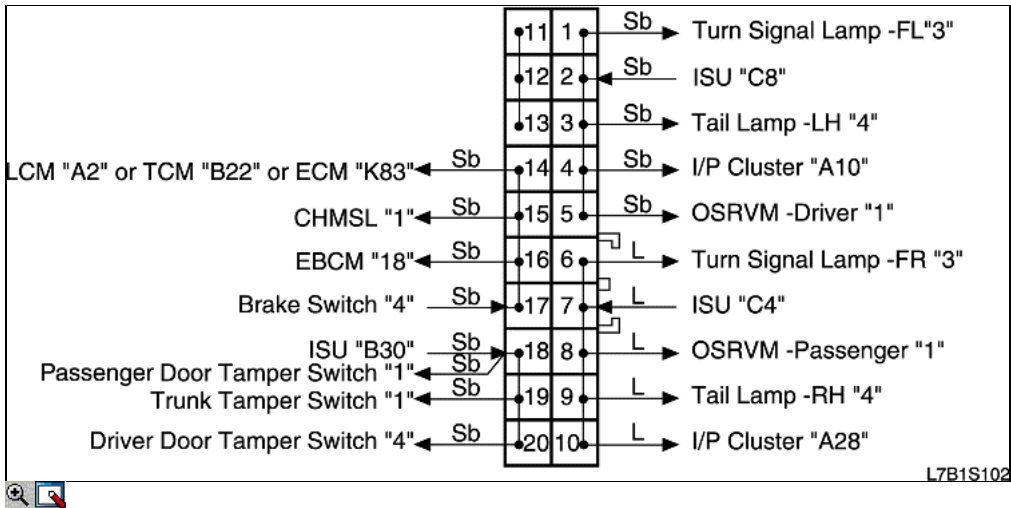 11 1 Sb Turn Signal Lamp -FL"3"
12 2 Sb ISU "C8"
13 3 Sb Tail Lamp -LH "4"
LCM "A2" or TCM "B22" or ECM "K83" Sb 14 4 Sb I/P Cluster "A10"
CHMSL "1" Sb 15 5 Sb OSRVM -Driver "1"
EBCM "18" Sb 16 6 L Turn Signal Lamp -FR "3"
Brake Switch "4" Sb 17 7 L ISU "C4"
ISU "B30" Sb 18 8 L OSRVM -Passenger "1"
Passenger Door Tamper Switch "1" Sb
Trunk Tamper Switch "1" Sb 19 9 L Tail Lamp -RH "4"
Driver Door Tamper Switch "4" Sb 20 10 L I/P Cluster "A28"
L7B1S102